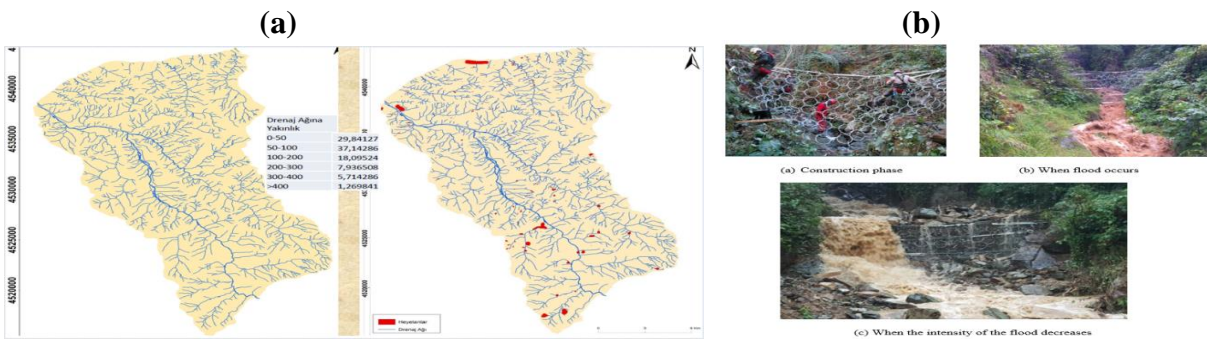 (a)
(b)
4540000
4535000
4530000
4525000
4520000
Drenaj Ağına
Yakınlık
0-50 29,84127
50-100 37,14286
100-200 18,09524
200-300 7,936508
300-400 5,714286
>400 1,269841
N
Heyelanlar
Drenaj Ağı
(a) Construction phase
(b) When flood occurs
(c) When the intensity of the flood decreases